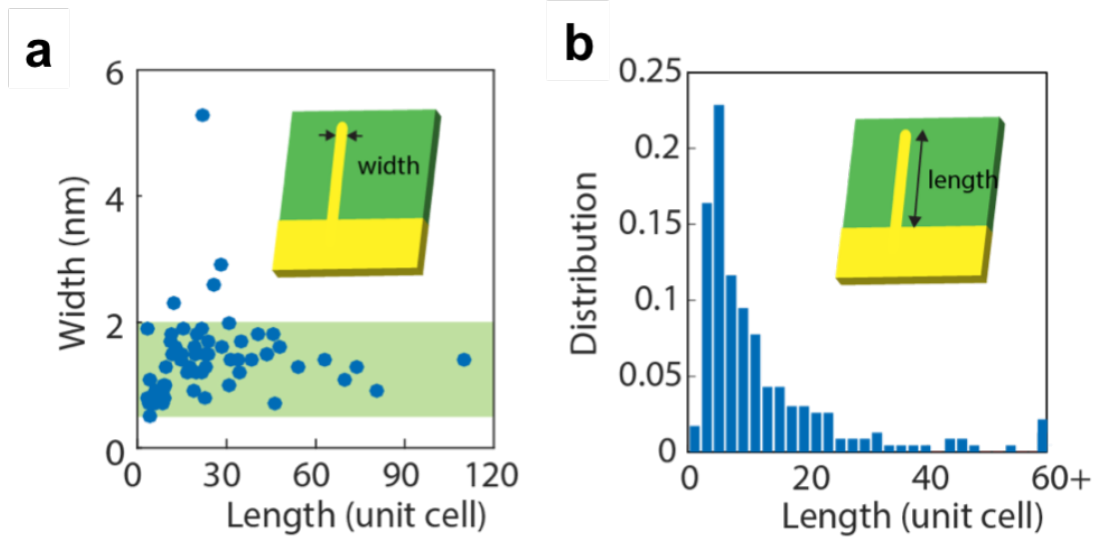 a
6
4
2
0
Width (nm)
width
0 30 60 90 120
Length (unit cell)
b
0.25
0.2
0.15
0.1
0.05
0
Distribution
length
0 20 40 60+
Length (unit cell)